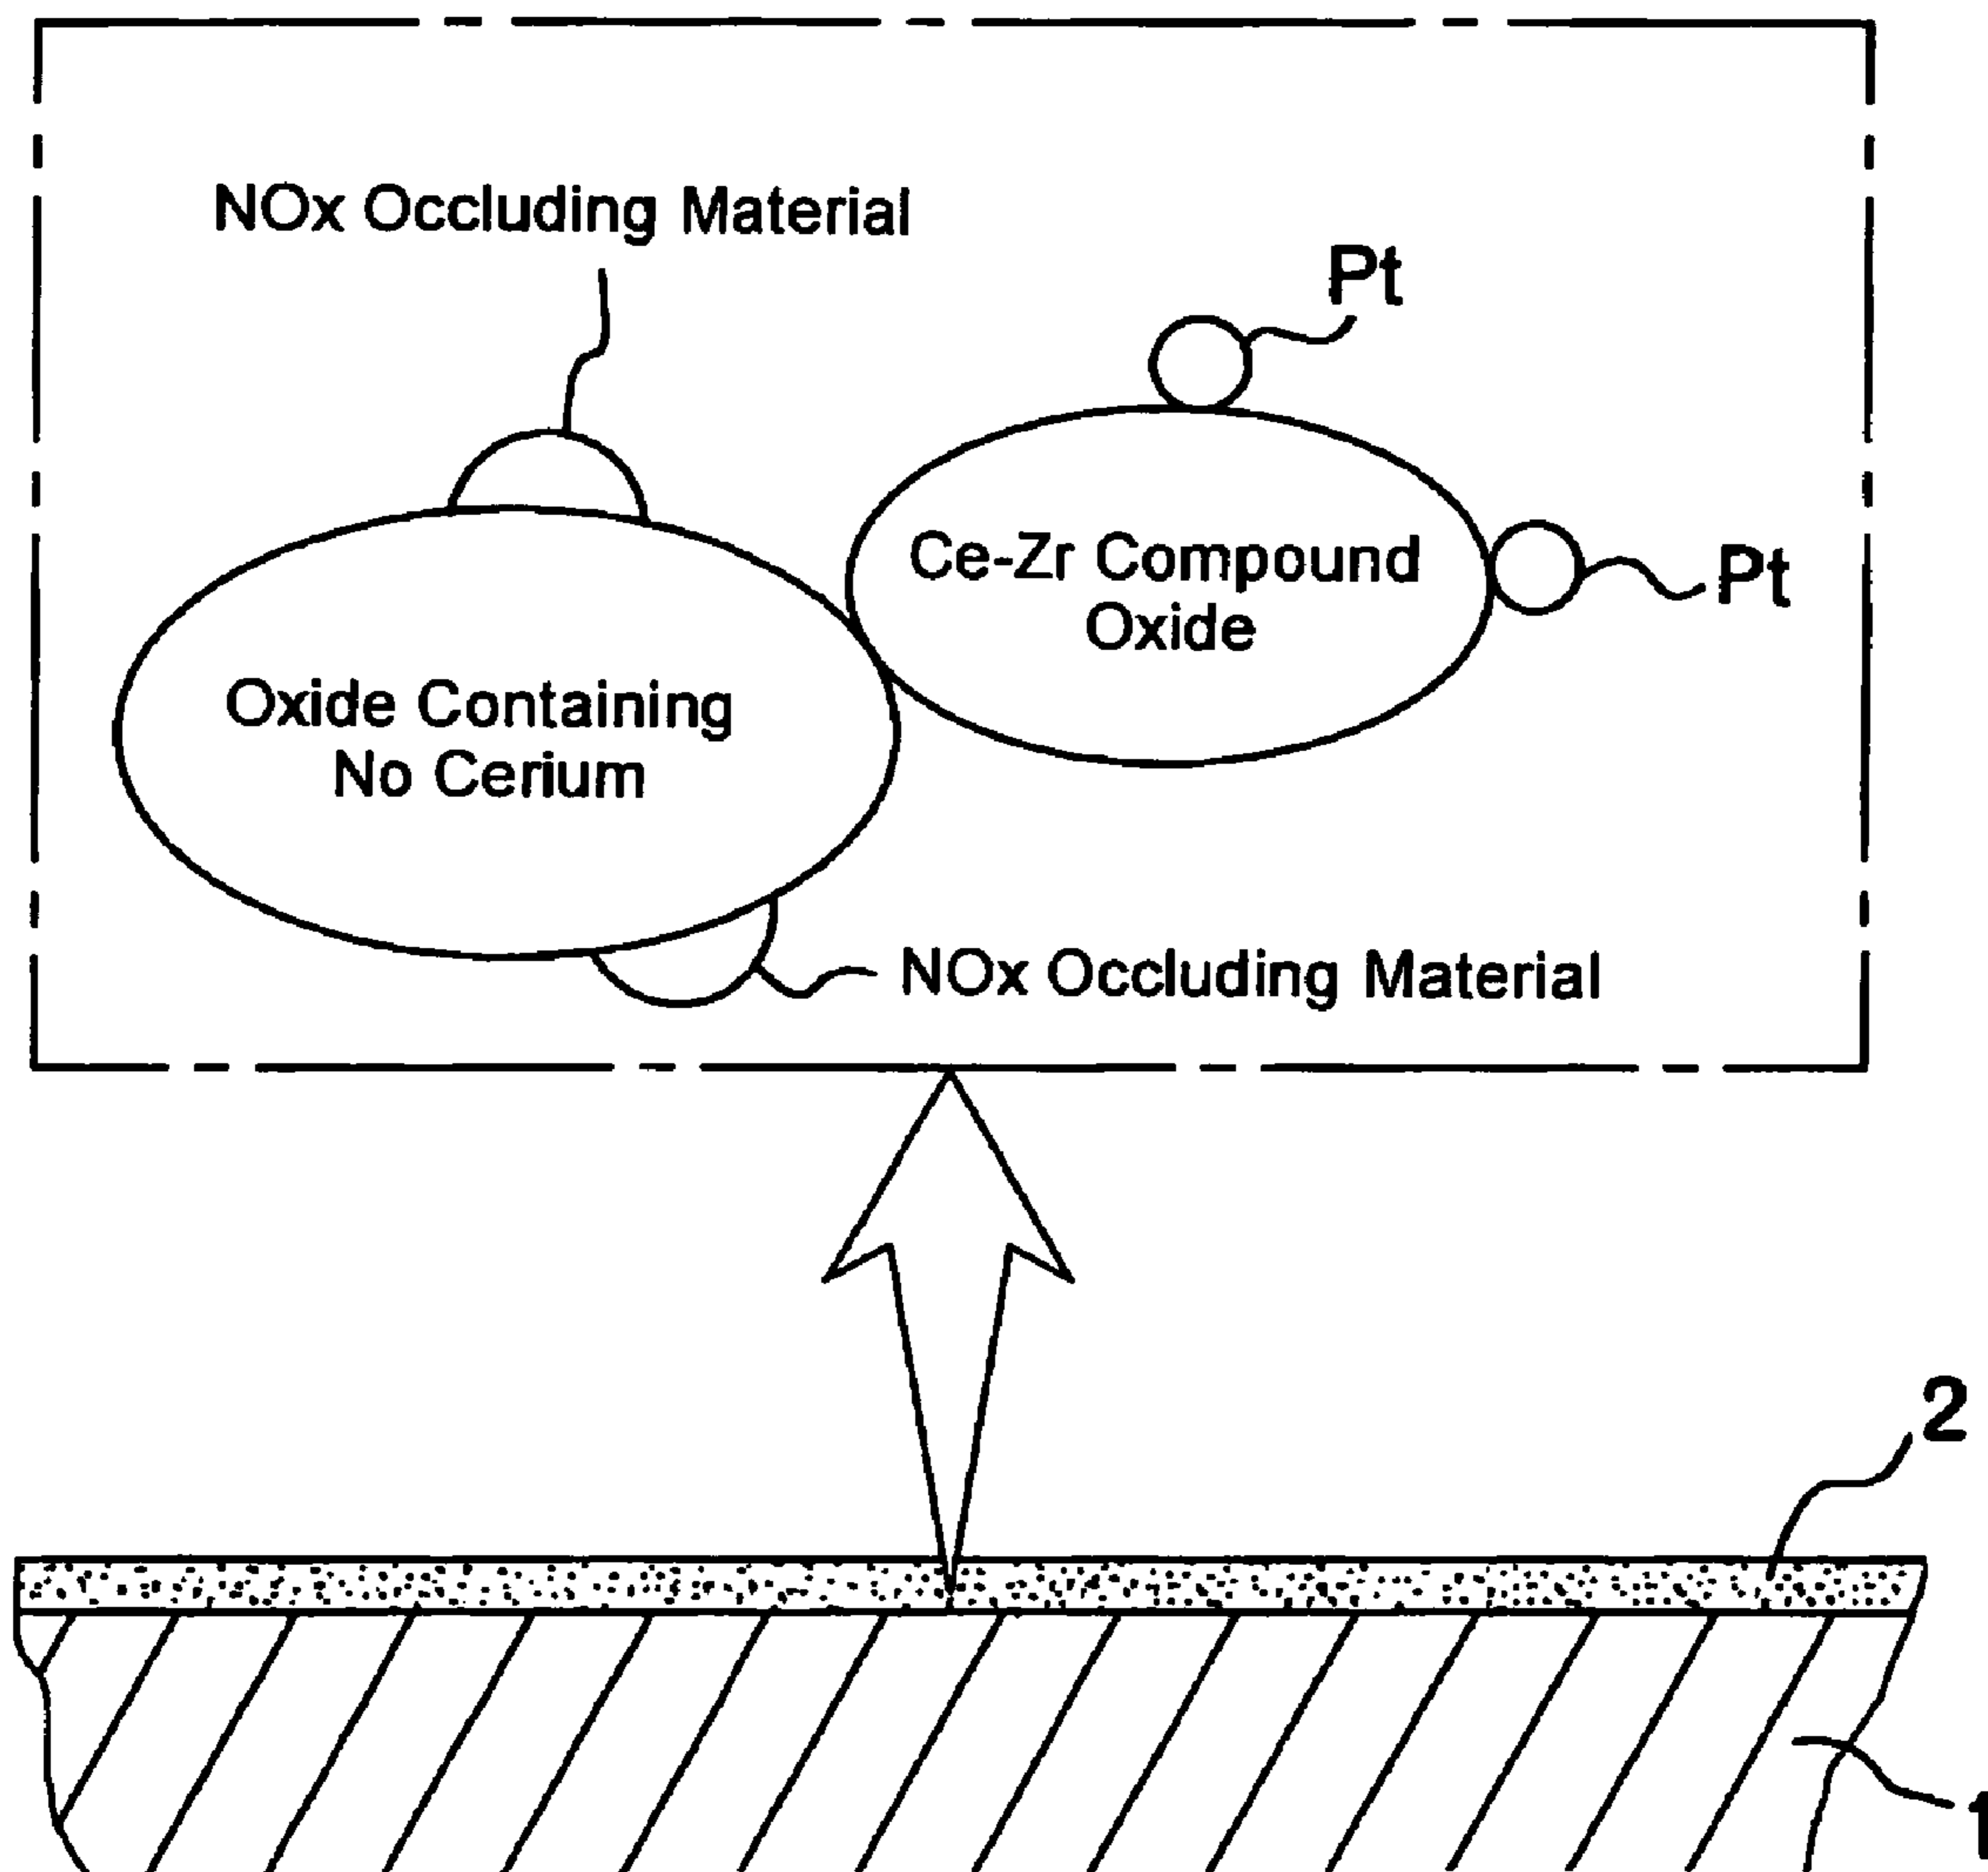 NOx Occluding Material
Pt
Ce-Zr Compound
Oxide
Pt
Oxide Containing
No Cerium
NOx Occluding Material
2
1